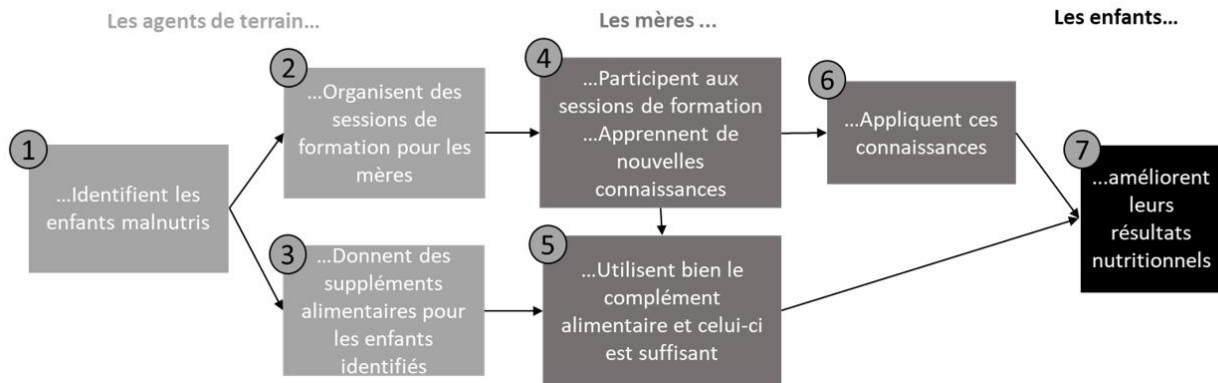 Les agents de terrain...
Les mères ...
Les enfants...
1
...Identifient les
enfants malnutris
2
...Organisent des
sessions de
formation pour les
mères
3
...Donnent des
suppléments
alimentaires pour
les enfants
identifiés
4
...Participent aux
sessions de formation
...Apprennent de
nouvelles
connaissances
5
...Utilisent bien le
complément
alimentaire et celui-ci
est suffisant
6
...Appliquent ces
connaissances
7
...améliorent
leurs
résultats
nutritionnels